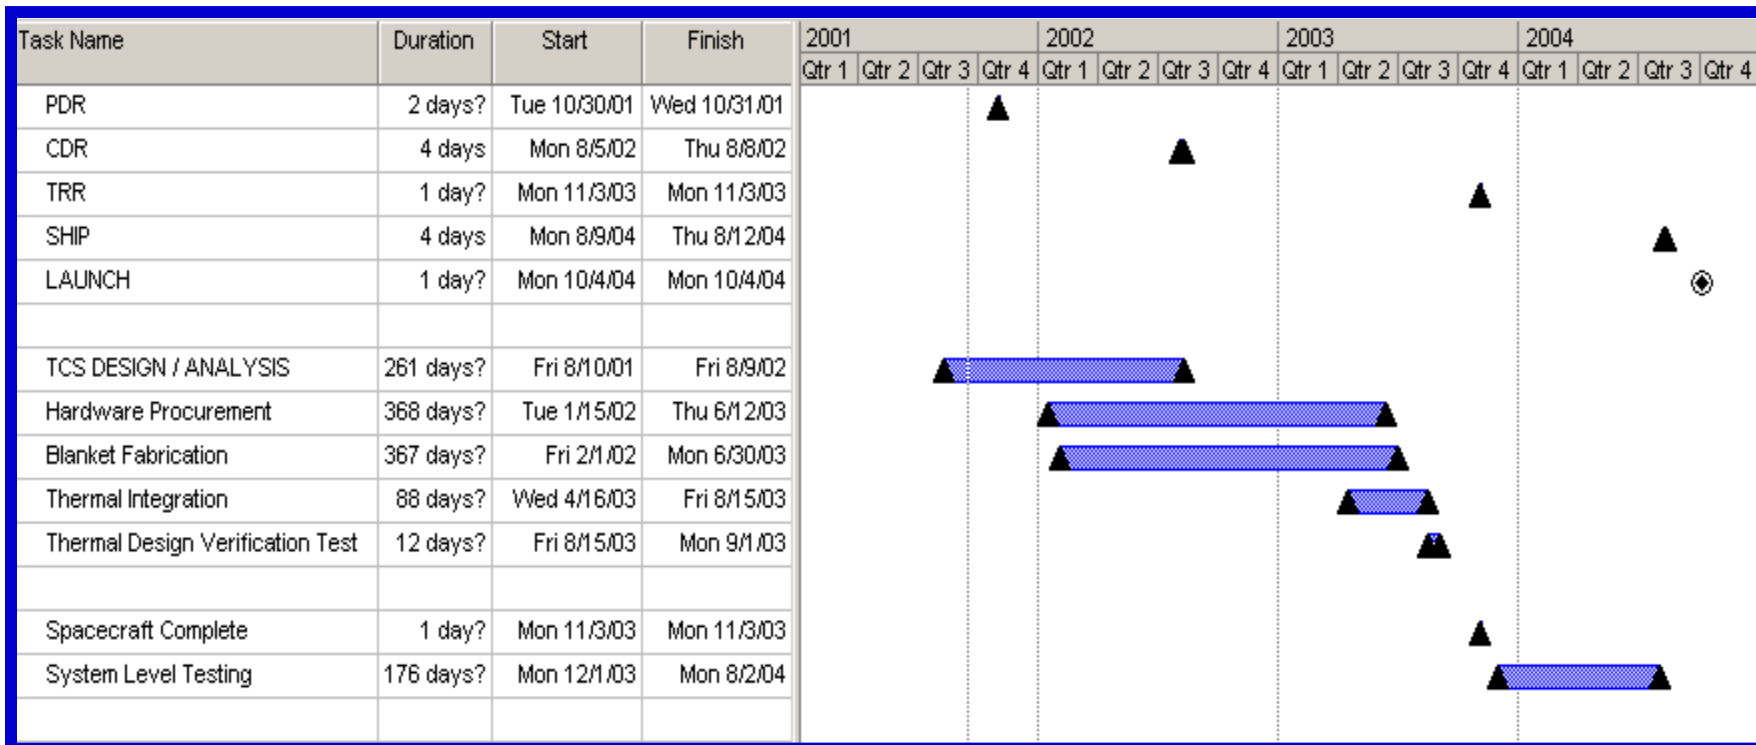 Task Name Duration Start Finish 2001 2002 2003 2004
Qtr 1 Qtr 2 Qtr 3 Qtr 4 Qtr 1 Qtr 2 Qtr 3 Qtr 4 Qtr 1 Qtr 2 Qtr 3 Qtr 4 Qtr 1 Qtr 2 Qtr 3 Qtr 4
PDR 2 days? Tue 10/30/01 Wed 10/31/01
CDR 4 days Mon 8/5/02 Thu 8/8/02
TRR 1 day? Mon 11/3/03 Mon 11/3/03
SHIP 4 days Mon 8/9/04 Thu 8/12/04
LAUNCH 1 day? Mon 10/4/04 Mon 10/4/04
TCS DESIGN / ANALYSIS 261 days? Fri 8/10/01 Fri 8/9/02
Hardware Procurement 368 days? Tue 1/15/02 Thu 6/12/03
Blanket Fabrication 367 days? Fri 2/1/02 Mon 6/30/03
Thermal Integration 88 days? Wed 4/16/03 Fri 8/15/03
Thermal Design Verification Test 12 days? Fri 8/15/03 Mon 9/1/03
Spacecraft Complete 1 day? Mon 11/3/03 Mon 11/3/03
System Level Testing 176 days? Mon 12/1/03 Mon 8/2/04